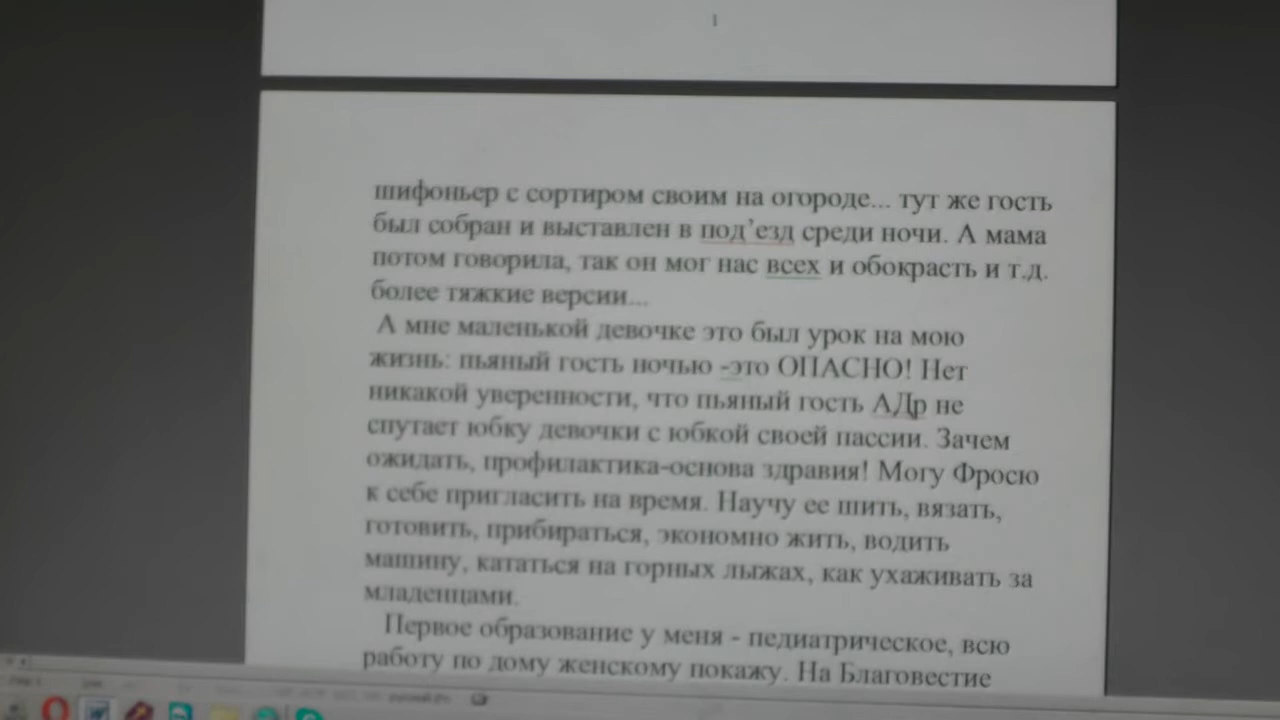 1
шифоньер с сортиром своим на огороде... тут же гость
был собран и выставлен в под’езд среди ночи. А мама
потом говорила, так он мог нас всех и обокрасть и т.д.
более тяжкие версии...
А мне маленькой девочке это был урок на мою
жизнь: пьяный гость ночью -это ОПАСНО! Нет
никакой уверенности, что пьяный гость АДр не
спутает юбку девочки с юбкой своей пассии. Зачем
ожидать, профилактика-основа здравия! Могу Фросю
к себе пригласить на время. Научу ее шить, вязать,
готовить, прибираться, экономно жить, водить
машину, кататься на горных лыжах, как ухаживать за
младенцами.
Первое образование у меня - педиатрическое, всю
работу по дому женскому покажу. На Благовестие